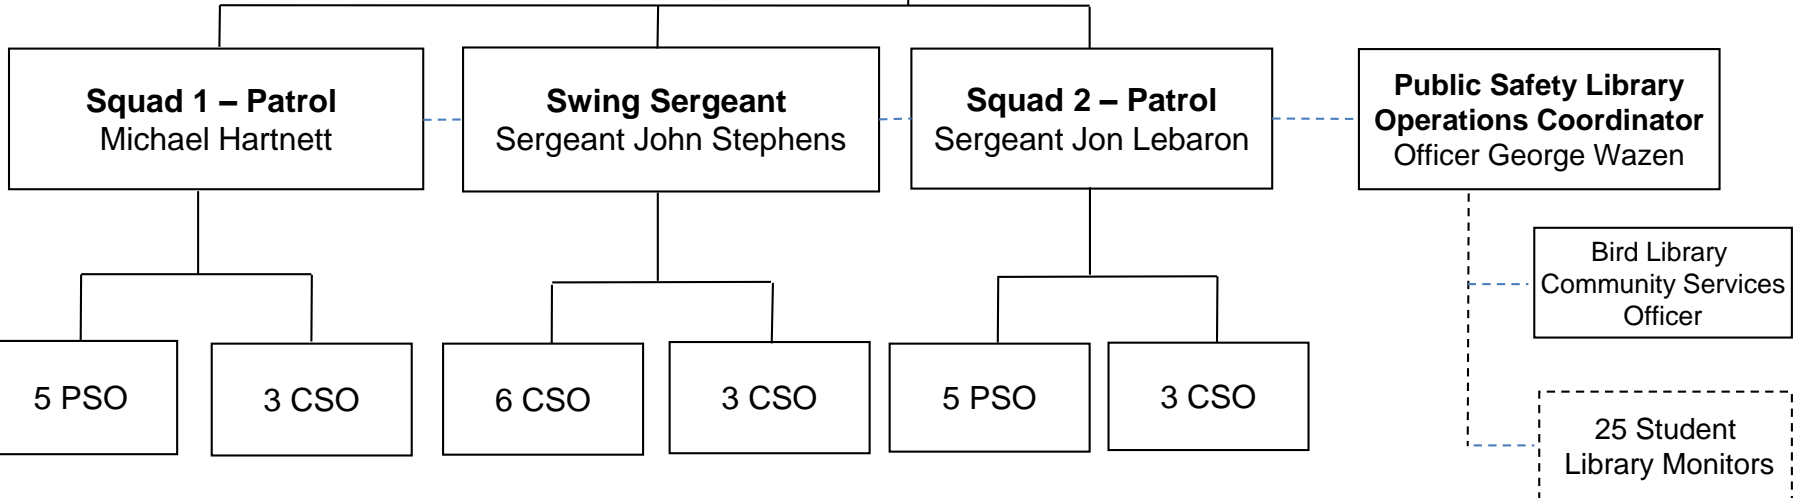 Squad 1 – Patrol
Michael Hartnett
Swing Sergeant
Sergeant John Stephens
Squad 2 – Patrol
Sergeant Jon Lebaron
Public Safety Library
Operations Coordinator
Officer George Wazen
Bird Library
Community Services
Officer
5 PSO
3 CSO
6 CSO
3 CSO
5 PSO
3 CSO
25 Student
Library Monitors